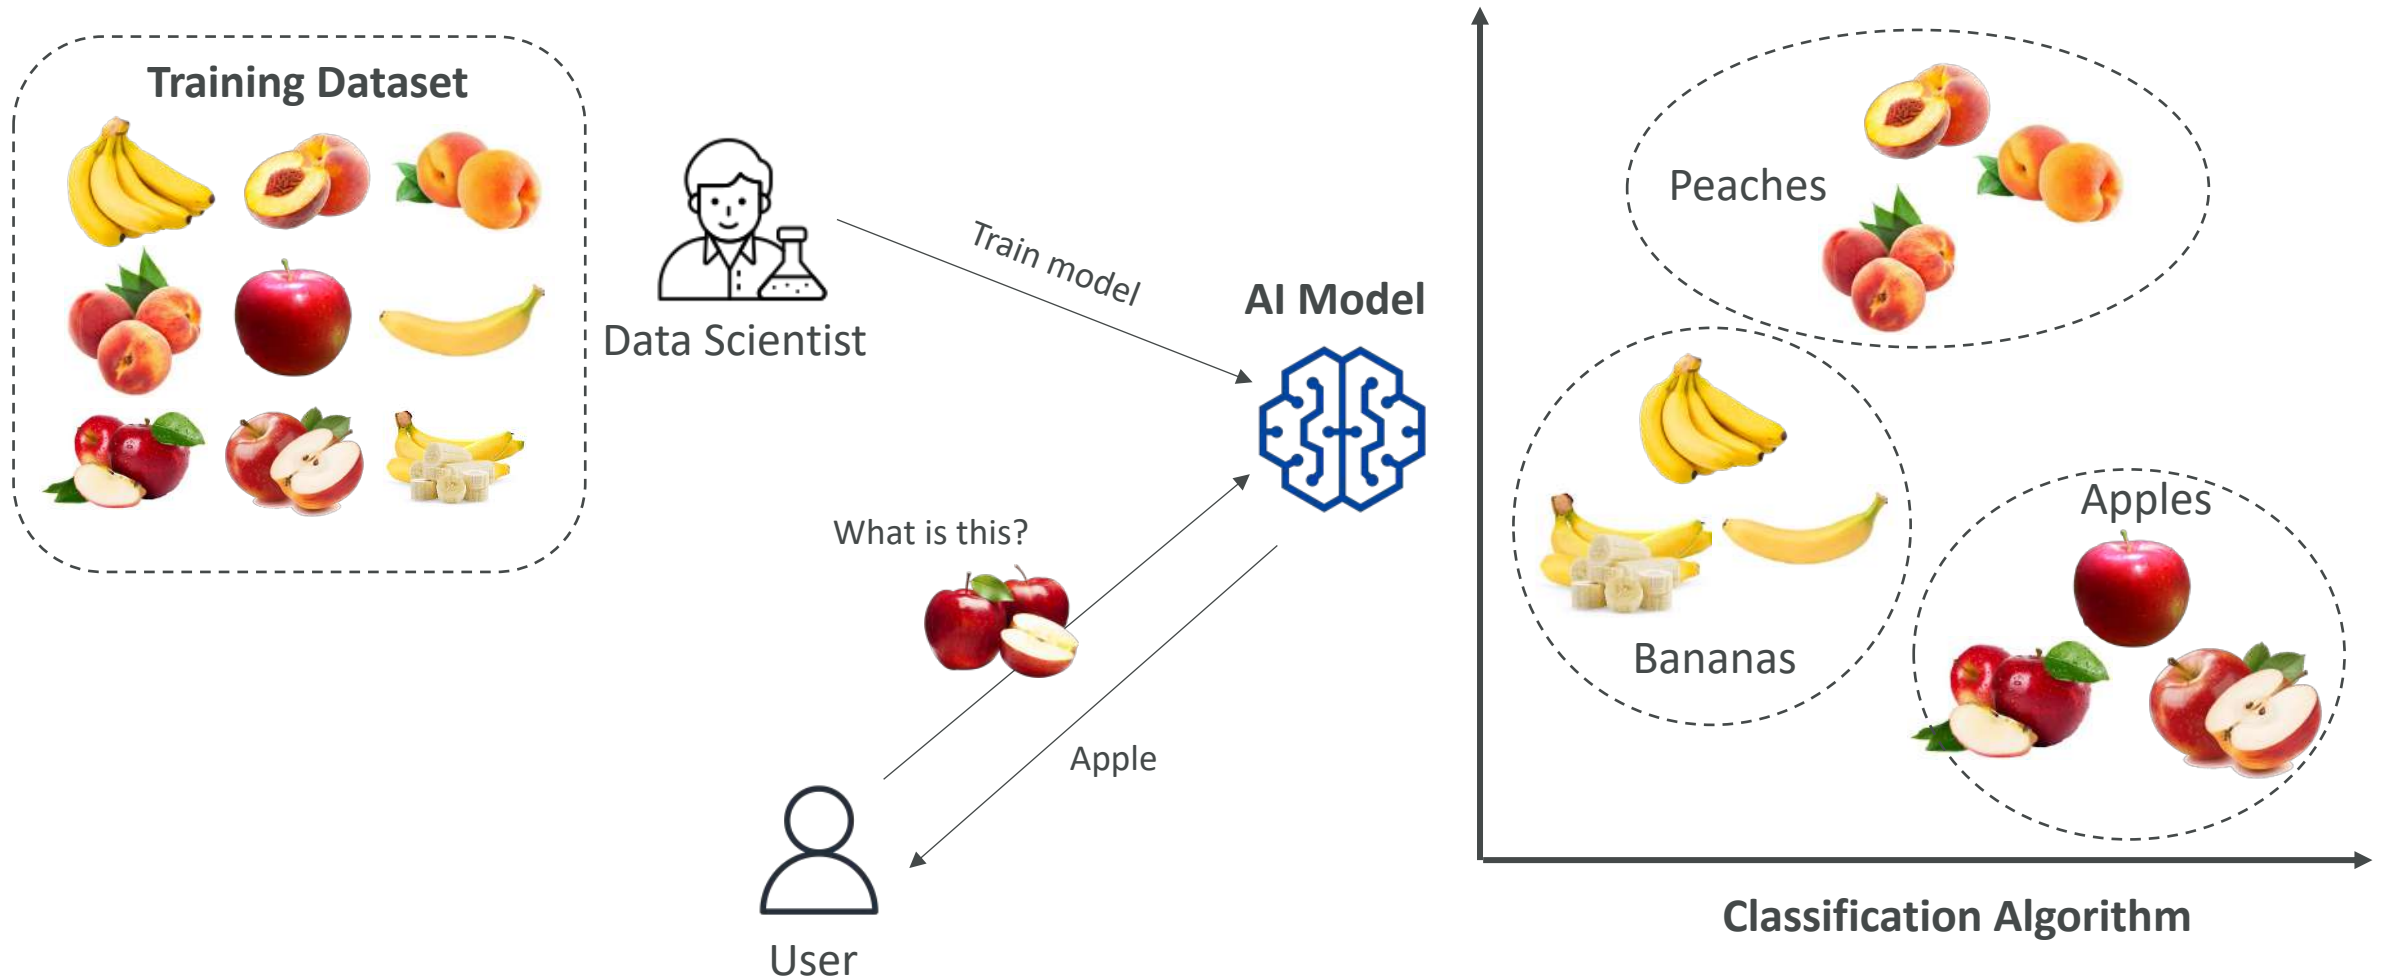 Training Dataset
Data Scientist
Train model
AI Model
What is this?
Apple
User
Peaches
Bananas
Apples
Classification Algorithm